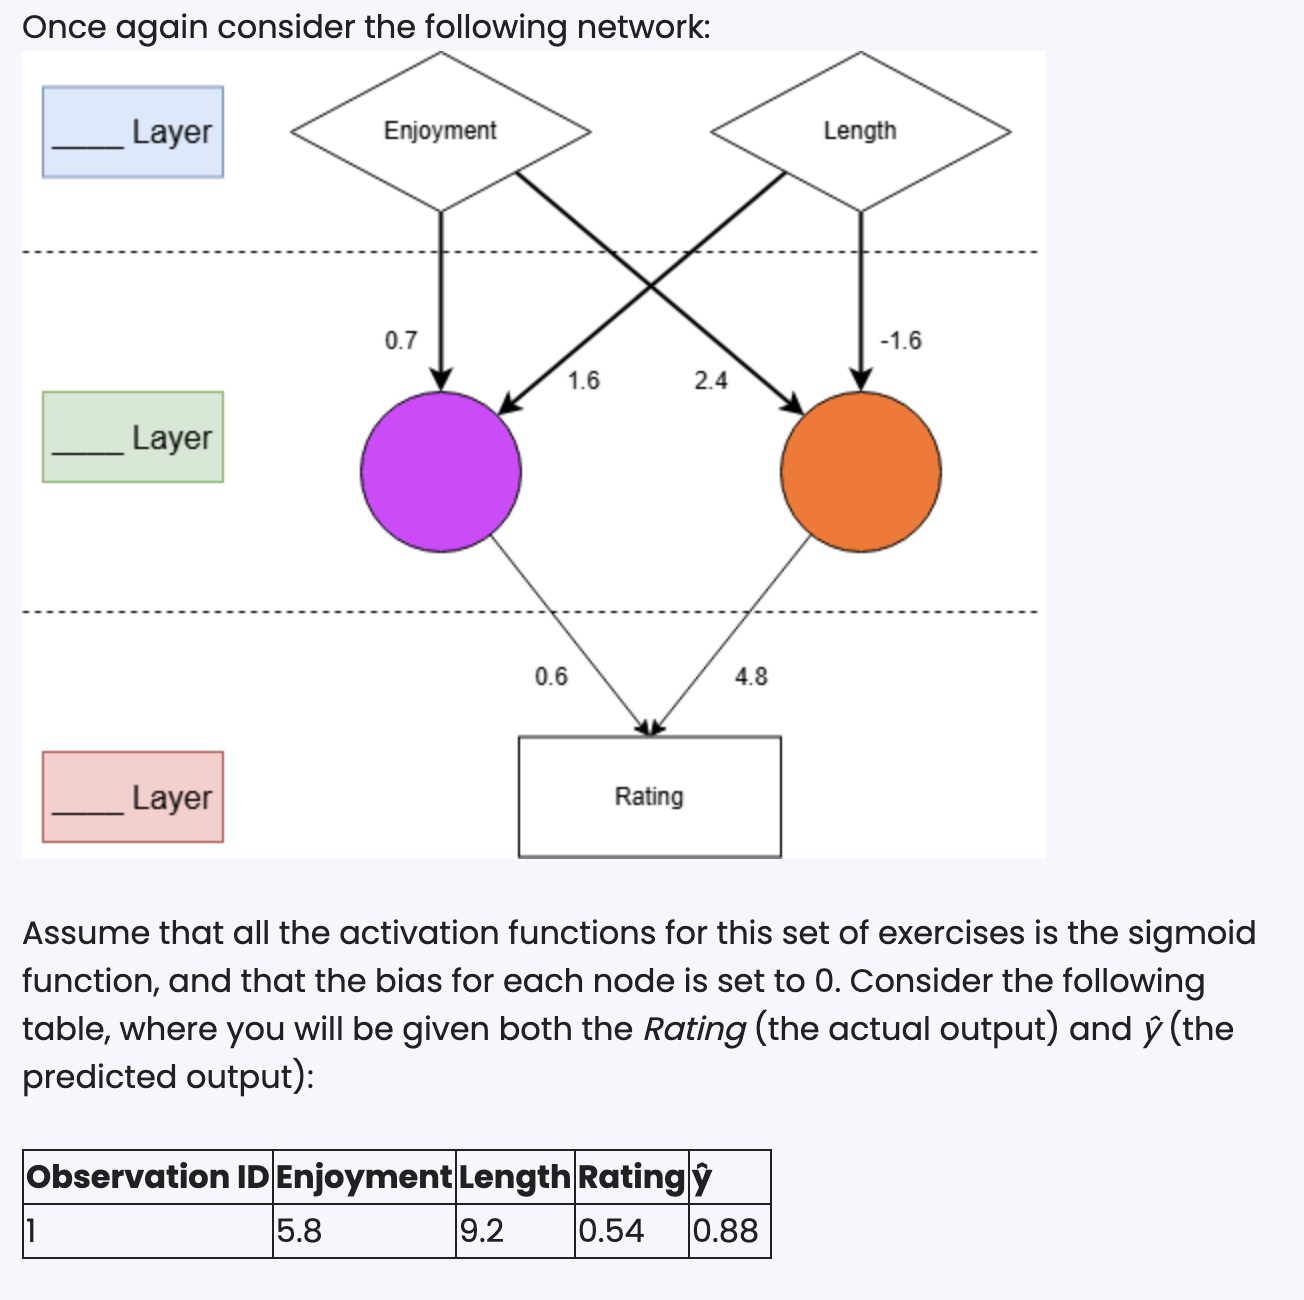 Once again consider the following network:
____ Layer
Enjoyment
Length
0.7
1.6
2.4
-1.6
____ Layer
0.6
4.8
____ Layer
Rating
Assume that all the activation functions for this set of exercises is the sigmoid
function, and that the bias for each node is set to 0. Consider the following
table, where you will be given both the Rating (the actual output) and ŷ (the
predicted output):
Observation ID Enjoyment Length Rating ŷ
1 5.8 9.2 0.54 0.88